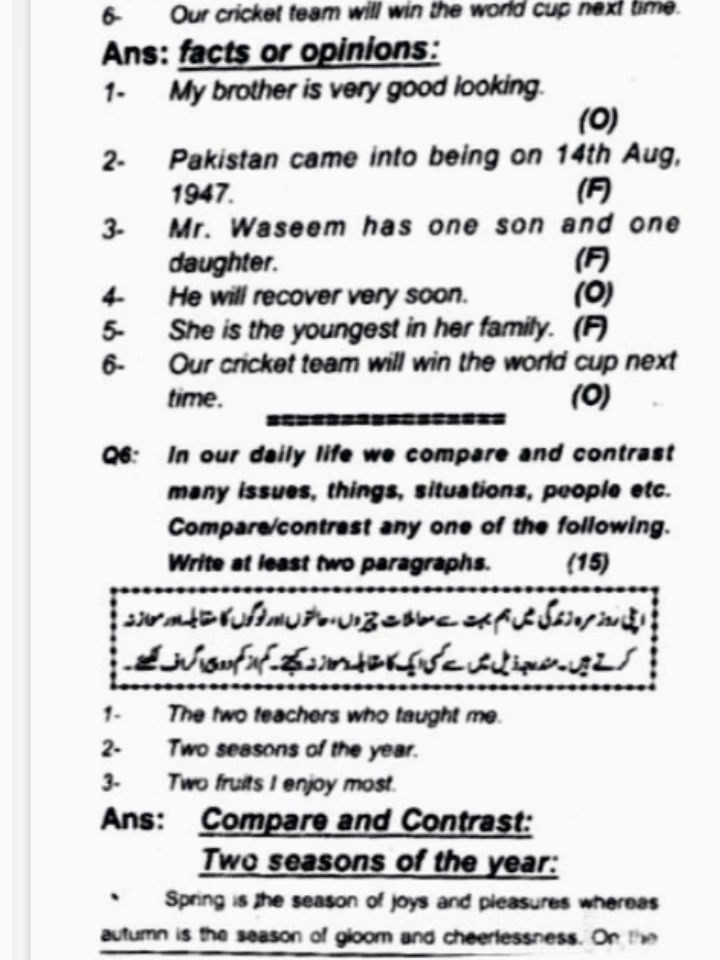 6- Our cricket team will win the world cup next time.
Ans: facts or opinions:
1- My brother is very good looking.
(O)
2- Pakistan came into being on 14th Aug,
1947. (F)
3- Mr. Waseem has one son and one
daughter. (F)
4- He will recover very soon. (O)
5- She is the youngest in her family. (F)
6- Our cricket team will win the world cup next
time. (O)
================
Q6: In our daily life we compare and contrast
many issues, things, situations, people etc.
Compare/contrast any one of the following.
Write at least two paragraphs. (15)
اپنی روز مرہ زندگی میں ہم بہت سے معاملات، چیزوں، حالتوں اور لوگوں کا مقابلہ اور موازنہ
کرتے ہیں۔ مندرجہ ذیل میں سے کسی ایک کا مقابلہ و موازنہ کیجئے۔ کم از کم دو پیراگراف لکھئے۔
1- The two teachers who taught me.
2- Two seasons of the year.
3- Two fruits I enjoy most.
Ans: Compare and Contrast:
Two seasons of the year:
Spring is the season of joys and pleasures whereas
autumn is the season of gloom and cheerlessness. On the